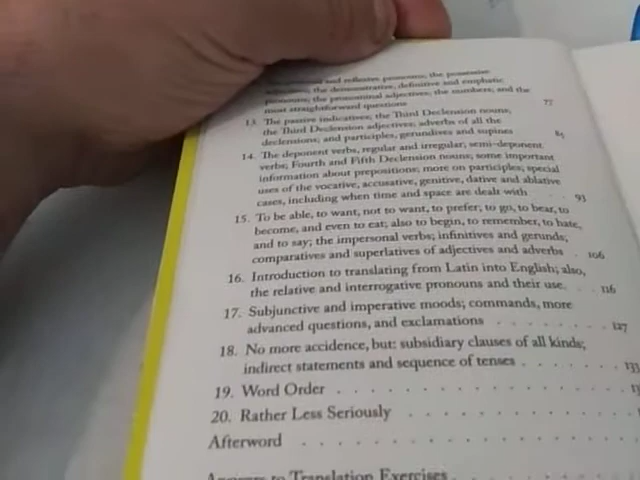 and reflexive pronouns; the possessive
the demonstrative, definitive and emphatic
pronouns; the pronominal adjectives; the numbers, and the
most straightforward questions 77
13. The passive indicatives; the Third Declension nouns;
the Third Declension adjectives; adverbs of all the
declensions; and participles, gerundives and supines 85
14. The deponent verbs, regular and irregular, semi-deponent
verbs; Fourth and Fifth Declension nouns; some important
information about prepositions; more on participles; special
uses of the vocative, accusative, genitive, dative and ablative
cases, including when time and space are dealt with . . 93
15. To be able, to want, not to want, to prefer, to go, to bear, to
become, and even to eat; also to begin, to remember, to hate,
and to say; the impersonal verbs; infinitives and gerunds;
comparatives and superlatives of adjectives and adverbs . 106
16. Introduction to translating from Latin into English; also,
the relative and interrogative pronouns and their use. . 116
17. Subjunctive and imperative moods; commands, more
advanced questions, and exclamations . . . . . . . 127
18. No more accidence, but: subsidiary clauses of all kinds;
indirect statements and sequence of tenses . . . . . . 133
19. Word Order . . . . . . . . . . . . . .
20. Rather Less Seriously . . . . . . . . . .
Afterword . . . . . . . . . . . . . .
Answers to Translation Exercises . . . . . . .